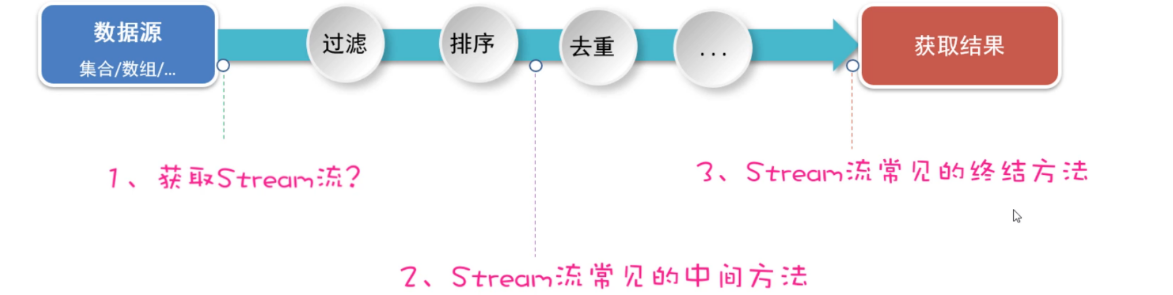 数据源
集合/数组/...
过滤
排序
去重
...
获取结果
1、获取Stream流?
3、Stream流常见的终结方法
2、Stream流常见的中间方法